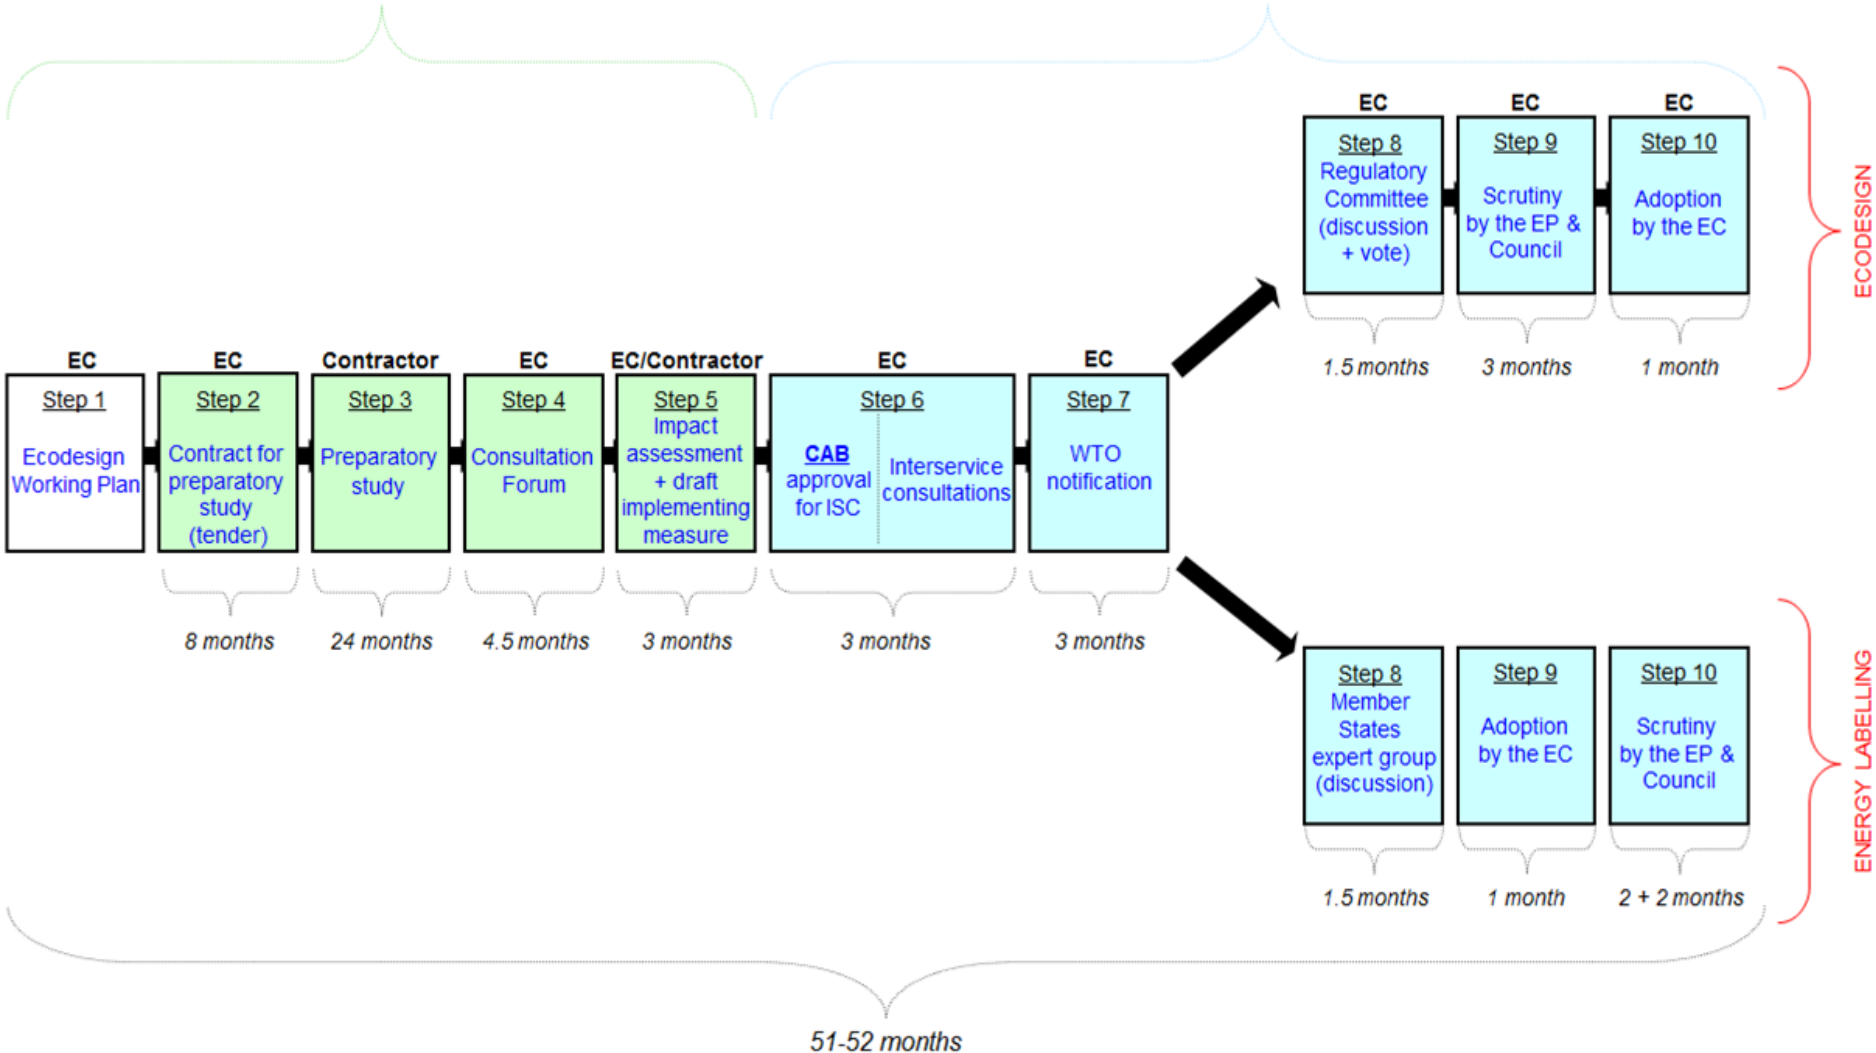 EC
Step 1
Ecodesign
Working Plan
EC
Step 2
Contract for
preparatory
study
(tender)
8 months
Contractor
Step 3
Preparatory
study
24 months
EC
Step 4
Consultation
Forum
4.5 months
EC/Contractor
Step 5
Impact
assessment
+ draft
implementing
measure
3 months
EC
Step 6
CAB
approval
for ISC
Interservice
consultations
3 months
EC
Step 7
WTO
notification
3 months
EC
Step 8
Regulatory
Committee
(discussion
+ vote)
1.5 months
EC
Step 9
Scrutiny
by the EP &
Council
3 months
EC
Step 10
Adoption
by the EC
1 month
ECODESIGN
Step 8
Member
States
expert group
(discussion)
1.5 months
Step 9
Adoption
by the EC
1 month
Step 10
Scrutiny
by the EP &
Council
2 + 2 months
ENERGY LABELLING
51-52 months